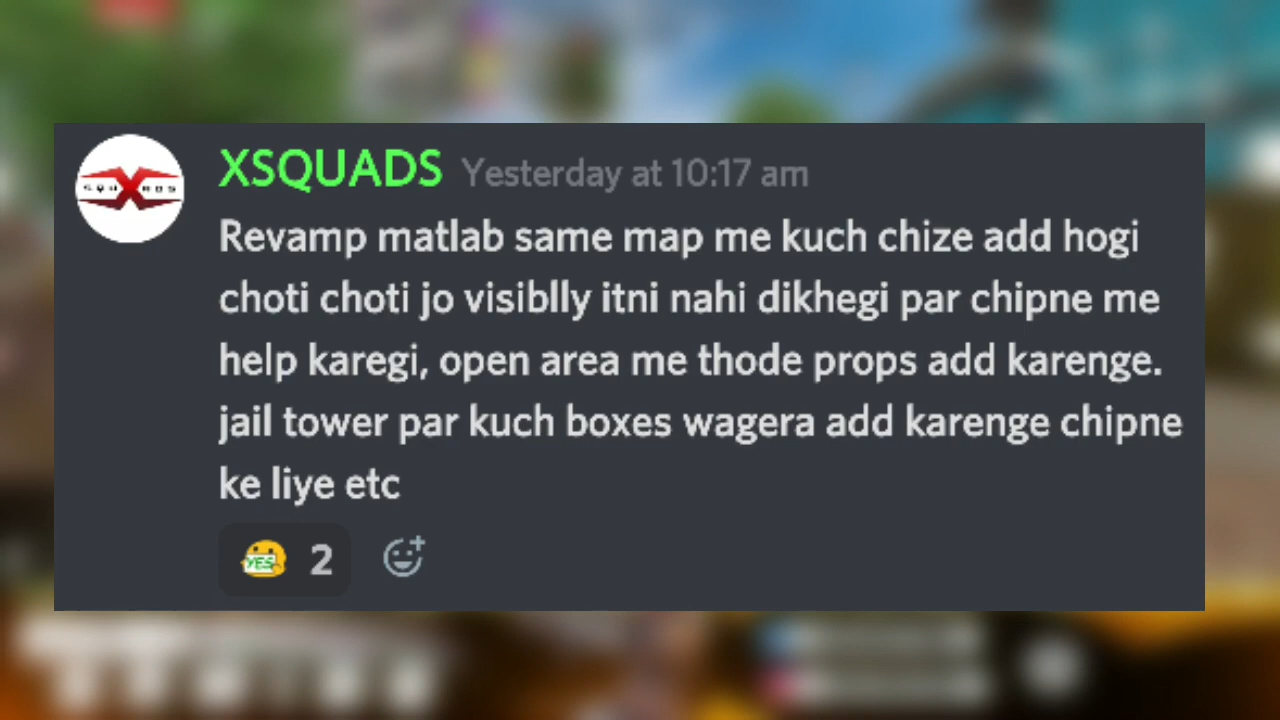 SQUXADS
XSQUADS Yesterday at 10:17 am
Revamp matlab same map me kuch chize add hogi
choti choti jo visiblly itni nahi dikhegi par chipne me
help karegi, open area me thode props add karenge.
jail tower par kuch boxes wagera add karenge chipne
ke liye etc
YES 2